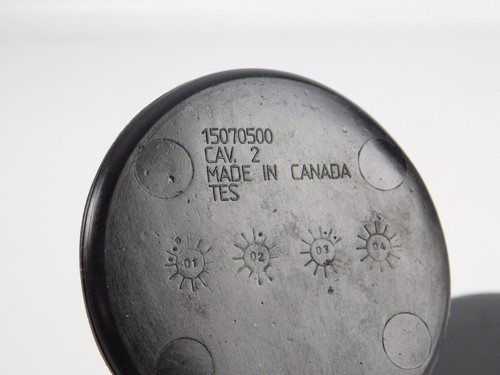 15070500
CAV. 2
MADE IN CANADA
TES
01 02 03 04